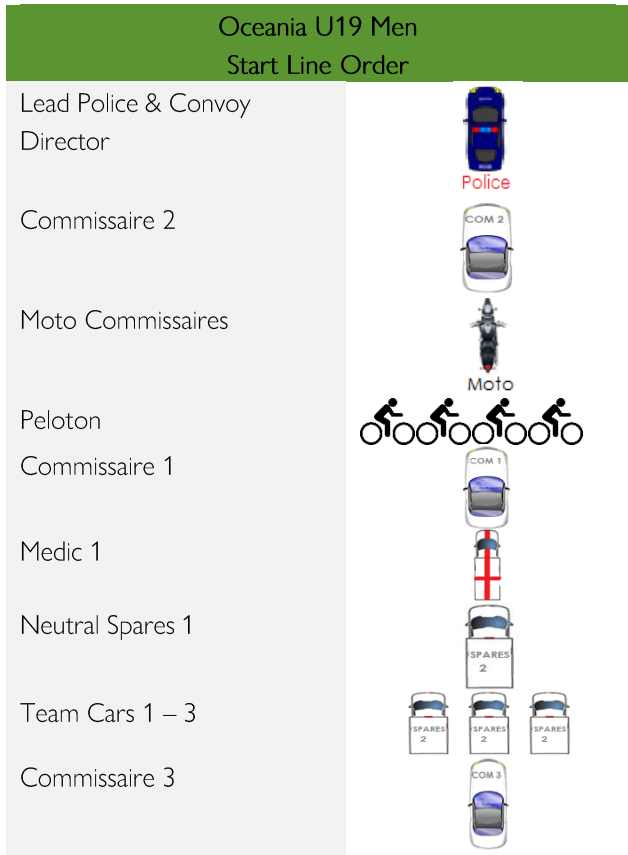 Oceania U19 Men
Start Line Order
Lead Police & Convoy
Director
Police
Commissaire 2
COM 2
Moto Commissaires
Moto
Peloton
Commissaire 1
COM 1
Medic 1
Neutral Spares 1
SPARES
2
Team Cars 1 – 3
SPARES
2
SPARES
2
SPARES
2
Commissaire 3
COM 3